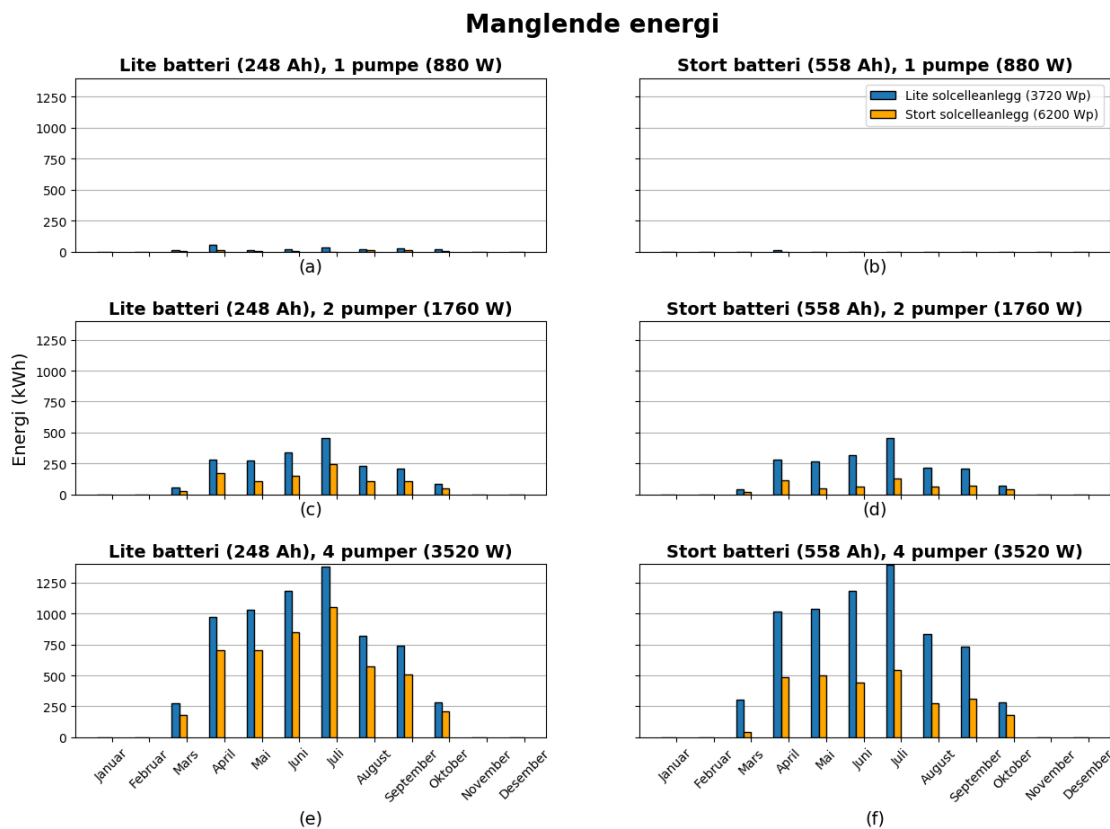 Manglende energi
Lite batteri (248 Ah), 1 pumpe (880 W)
1250
1000
750
500
250
0
(a)
Stort batteri (558 Ah), 1 pumpe (880 W)
Lite solcelleanlegg (3720 Wp)
Stort solcelleanlegg (6200 Wp)
(b)
Energi (kWh)
Lite batteri (248 Ah), 2 pumper (1760 W)
1250
1000
750
500
250
0
(c)
Stort batteri (558 Ah), 2 pumper (1760 W)
(d)
Lite batteri (248 Ah), 4 pumper (3520 W)
1250
1000
750
500
250
0
Januar
Februar
Mars
April
Mai
Juni
Juli
August
September
Oktober
November
Desember
(e)
Stort batteri (558 Ah), 4 pumper (3520 W)
Januar
Februar
Mars
April
Mai
Juni
Juli
August
September
Oktober
November
Desember
(f)